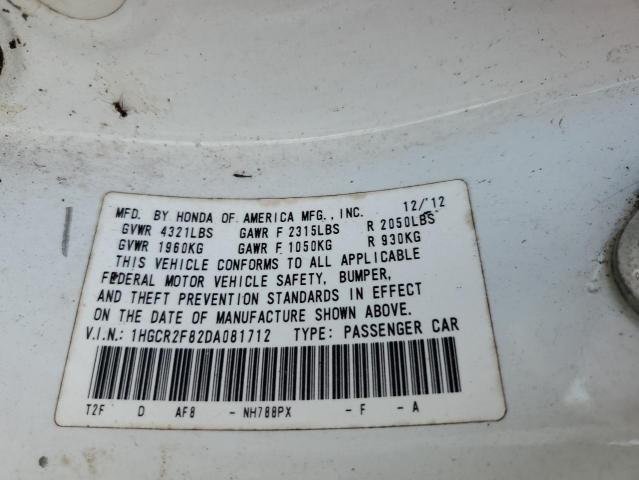 MFD. BY HONDA OF AMERICA MFG., INC. 12/12
GVWR 4321LBS GAWR F 2315LBS R 2050LBS
GVWR 1960KG GAWR F 1050KG R 930KG
THIS VEHICLE CONFORMS TO ALL APPLICABLE
FEDERAL MOTOR VEHICLE SAFETY, BUMPER,
AND THEFT PREVENTION STANDARDS IN EFFECT
ON THE DATE OF MANUFACTURE SHOWN ABOVE.
V.I.N.: 1HGCR2F82DA081712 TYPE: PASSENGER CAR
T2F D AF8 - NH788PX - F - A